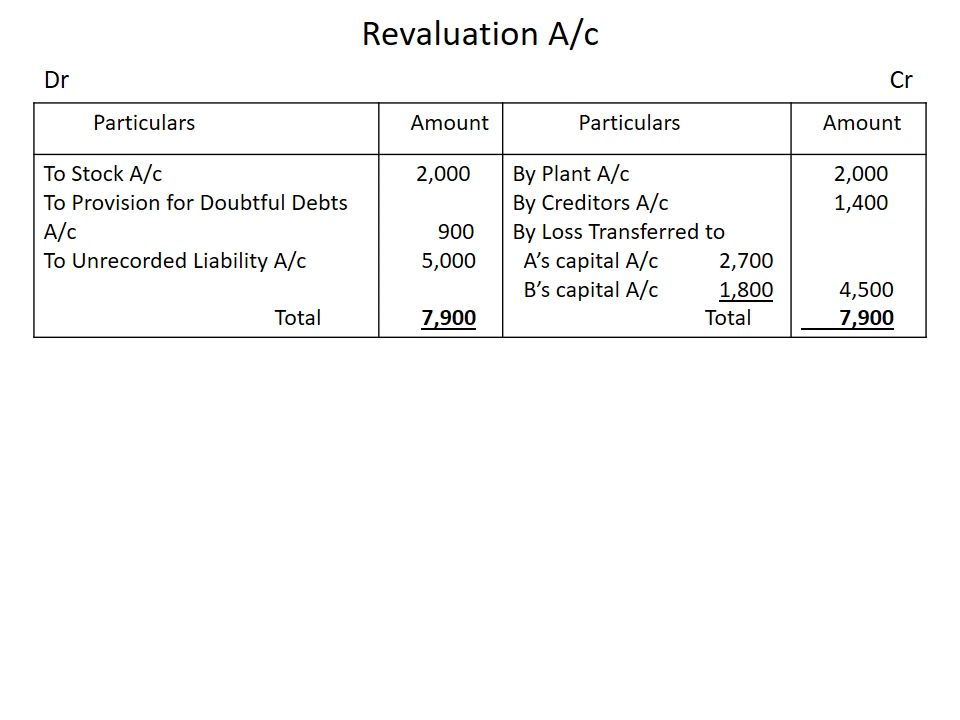 Revaluation A/c
Dr Cr
Particulars Amount Particulars Amount
To Stock A/c 2,000 By Plant A/c 2,000
To Provision for Doubtful Debts By Creditors A/c 1,400
A/c 900 By Loss Transferred to
To Unrecorded Liability A/c 5,000 A’s capital A/c 2,700
B’s capital A/c 1,800 4,500
Total 7,900 Total 7,900